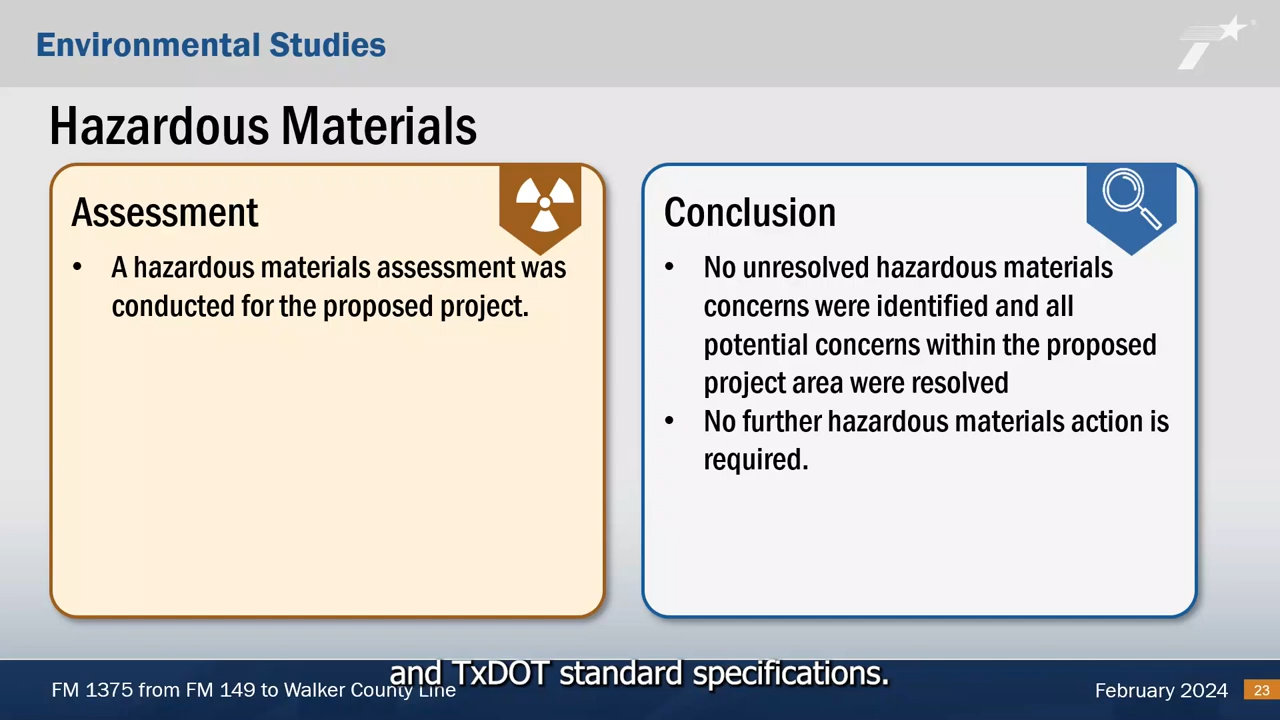 Environmental Studies
Hazardous Materials
Assessment
• A hazardous materials assessment was
conducted for the proposed project.
Conclusion
• No unresolved hazardous materials
concerns were identified and all
potential concerns within the proposed
project area were resolved
• No further hazardous materials action is
required.
and TxDOT standard specifications.
FM 1375 from FM 149 to Walker County Line
February 2024
23